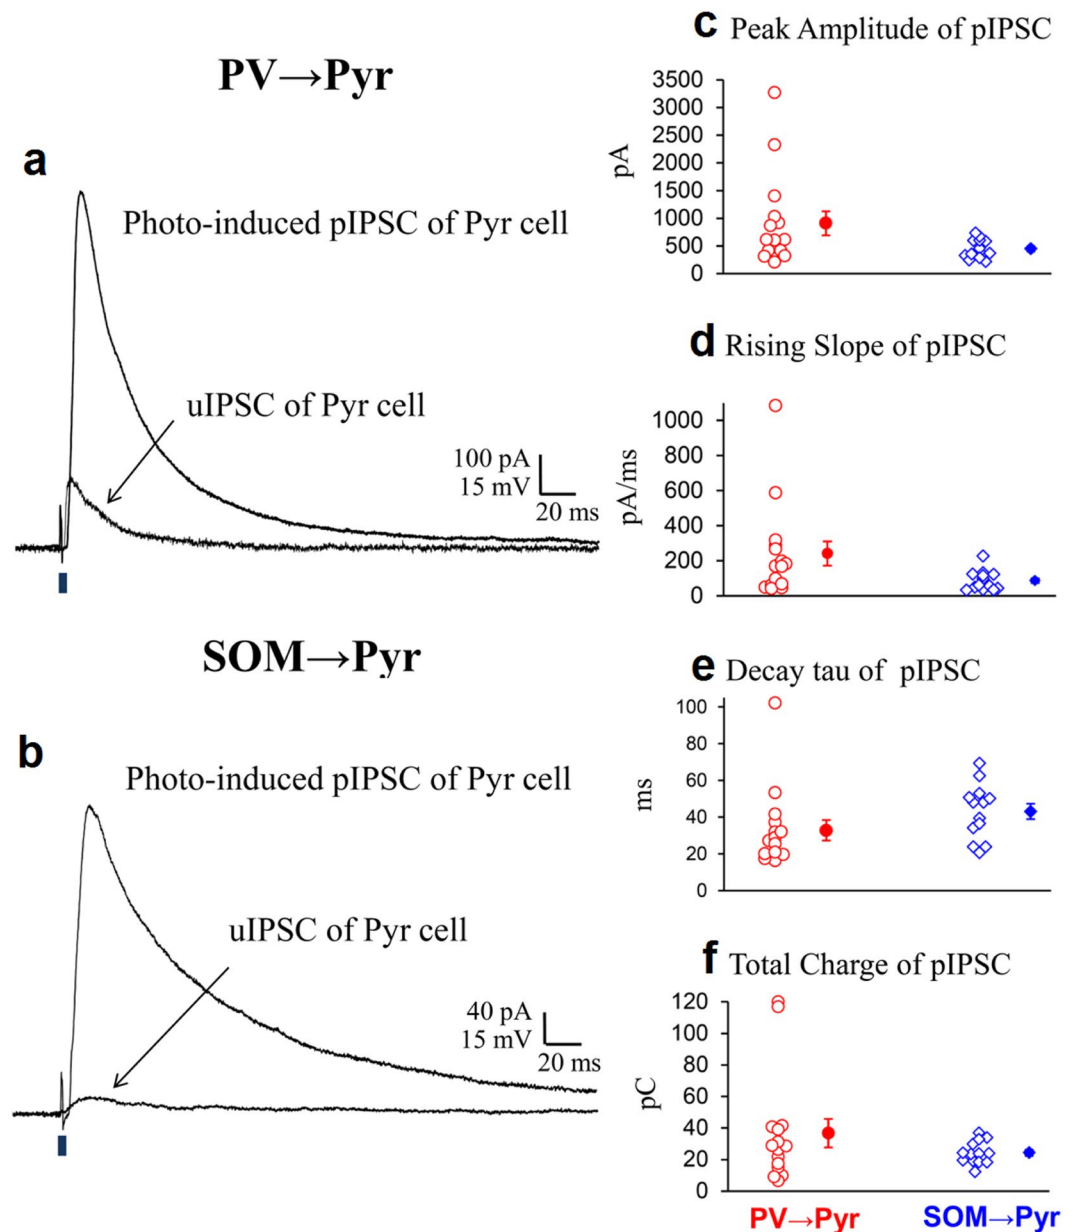 PV→Pyr
a
Photo-induced pIPSC of Pyr cell
uIPSC of Pyr cell
100 pA
15 mV
20 ms
SOM→Pyr
b
Photo-induced pIPSC of Pyr cell
uIPSC of Pyr cell
40 pA
15 mV
20 ms
c Peak Amplitude of pIPSC
3500
3000
2500
2000
1500
1000
500
0
pA
d Rising Slope of pIPSC
1000
800
600
400
200
0
pA/ms
e Decay tau of pIPSC
100
80
60
40
20
0
ms
f Total Charge of pIPSC
120
100
80
60
40
20
0
pC
PV→Pyr SOM→Pyr